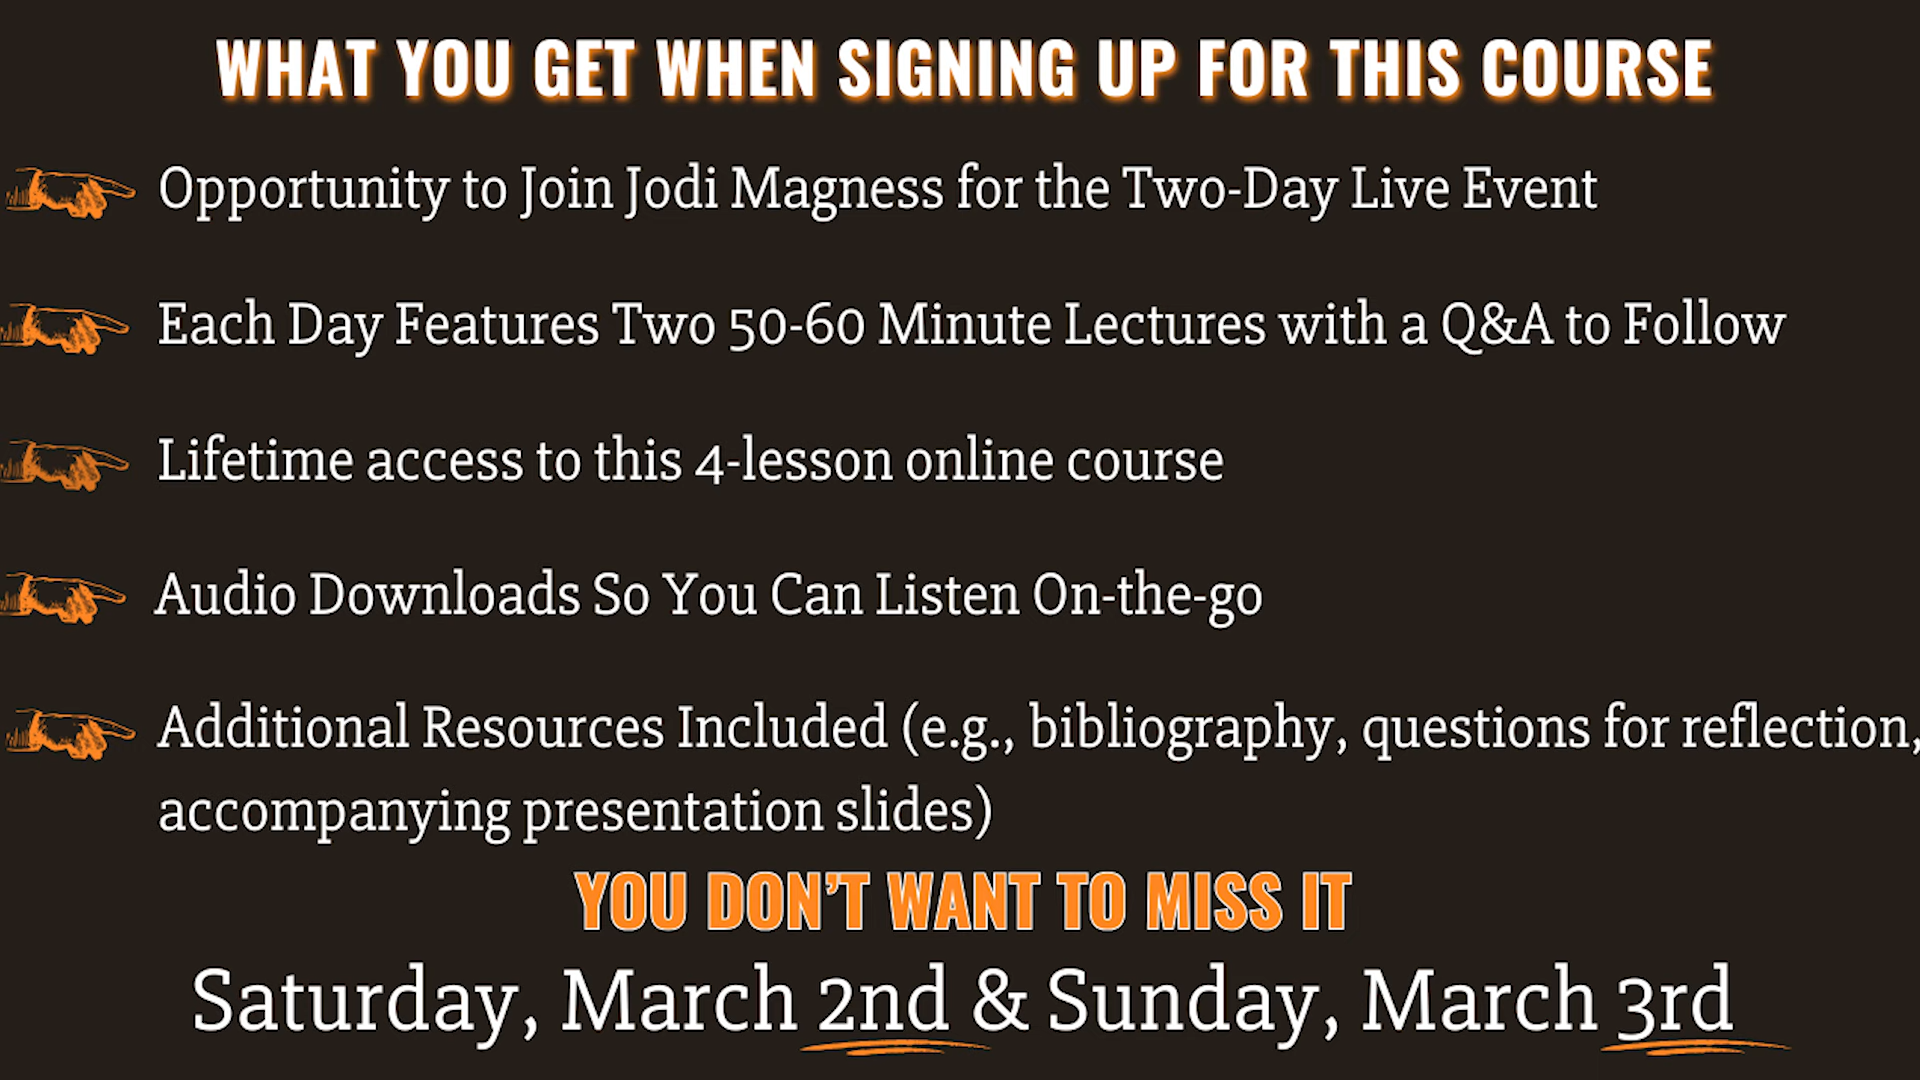 WHAT YOU GET WHEN SIGNING UP FOR THIS COURSE
Opportunity to Join Jodi Magness for the Two-Day Live Event
Each Day Features Two 50-60 Minute Lectures with a Q&A to Follow
Lifetime access to this 4-lesson online course
Audio Downloads So You Can Listen On-the-go
Additional Resources Included (e.g., bibliography, questions for reflection,
accompanying presentation slides)
YOU DON'T WANT TO MISS IT
Saturday, March 2nd & Sunday, March 3rd